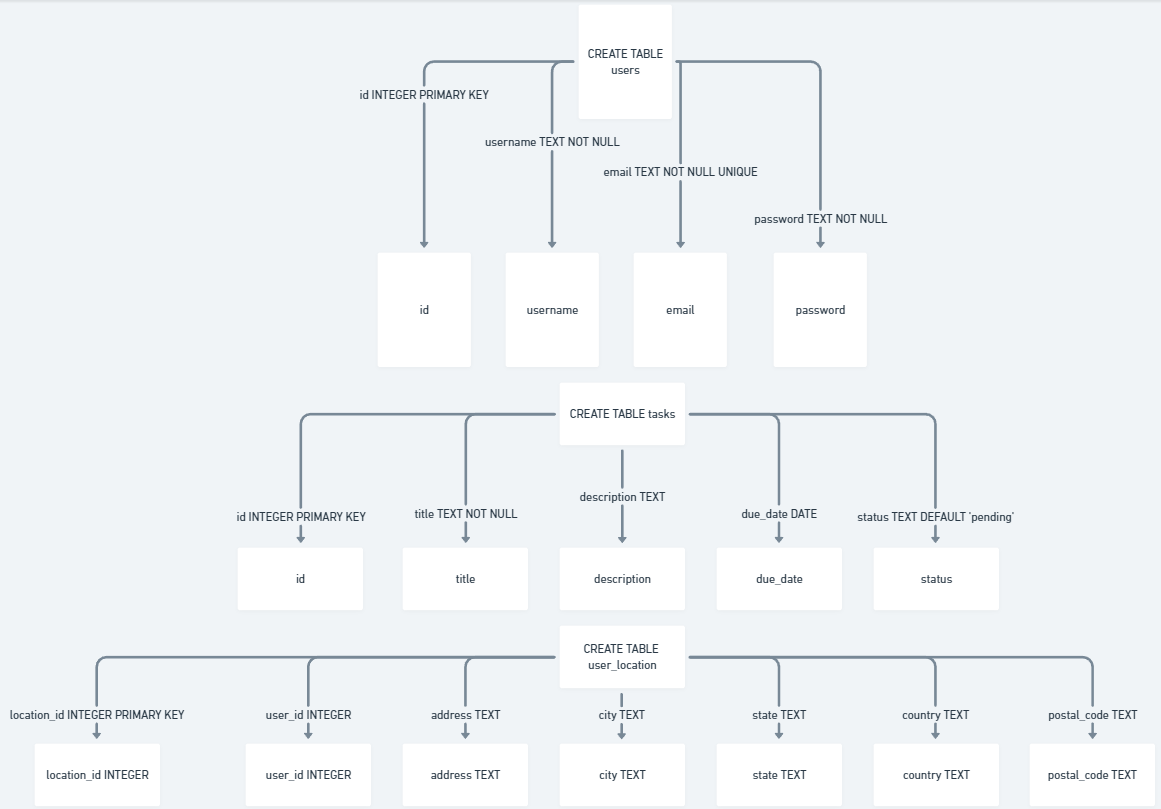 CREATE TABLE
users
id INTEGER PRIMARY KEY
username TEXT NOT NULL
email TEXT NOT NULL UNIQUE
password TEXT NOT NULL
id
username
email
password
CREATE TABLE tasks
id INTEGER PRIMARY KEY
title TEXT NOT NULL
description TEXT
due_date DATE
status TEXT DEFAULT 'pending'
id
title
description
due_date
status
CREATE TABLE
user_location
location_id INTEGER PRIMARY KEY
user_id INTEGER
address TEXT
city TEXT
state TEXT
country TEXT
postal_code TEXT
location_id INTEGER
user_id INTEGER
address TEXT
city TEXT
state TEXT
country TEXT
postal_code TEXT